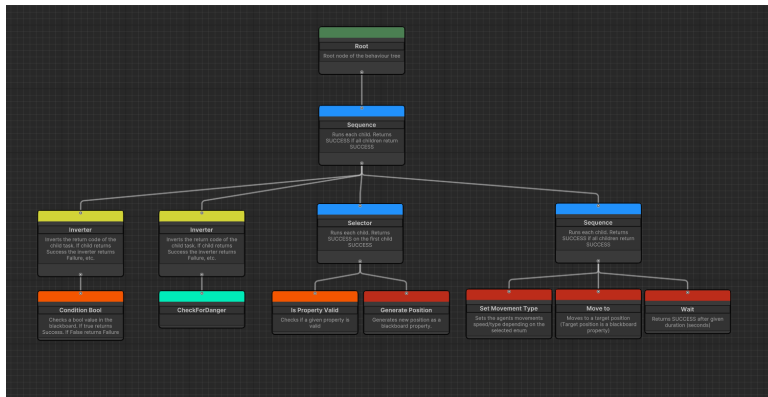 Root
Root node of the behaviour tree
Sequence
Runs each child. Returns
SUCCESS if all children return
SUCCESS
Inverter
Inverts the return code of the
child task. If child returns
Success the inverter returns
Failure, etc.
Inverter
Inverts the return code of the
child task. If child returns
Success the inverter returns
Failure, etc.
Selector
Runs each child. Returns
SUCCESS on the first child
SUCCESS
Sequence
Runs each child. Returns
SUCCESS if all children return
SUCCESS
Condition Bool
Checks a bool value in the
blackboard. If true returns
Success, If False returns Failure
CheckForDanger
Is Property Valid
Checks if a given property is
valid
Generate Position
Generates new position as a
blackboard property.
Set Movement Type
Sets the agents movements
speed/type depending on the
selected enum
Move to
Moves to a target position
(Target position is a blackboard
property)
Wait
Returns SUCCESS after given
duration (seconds)